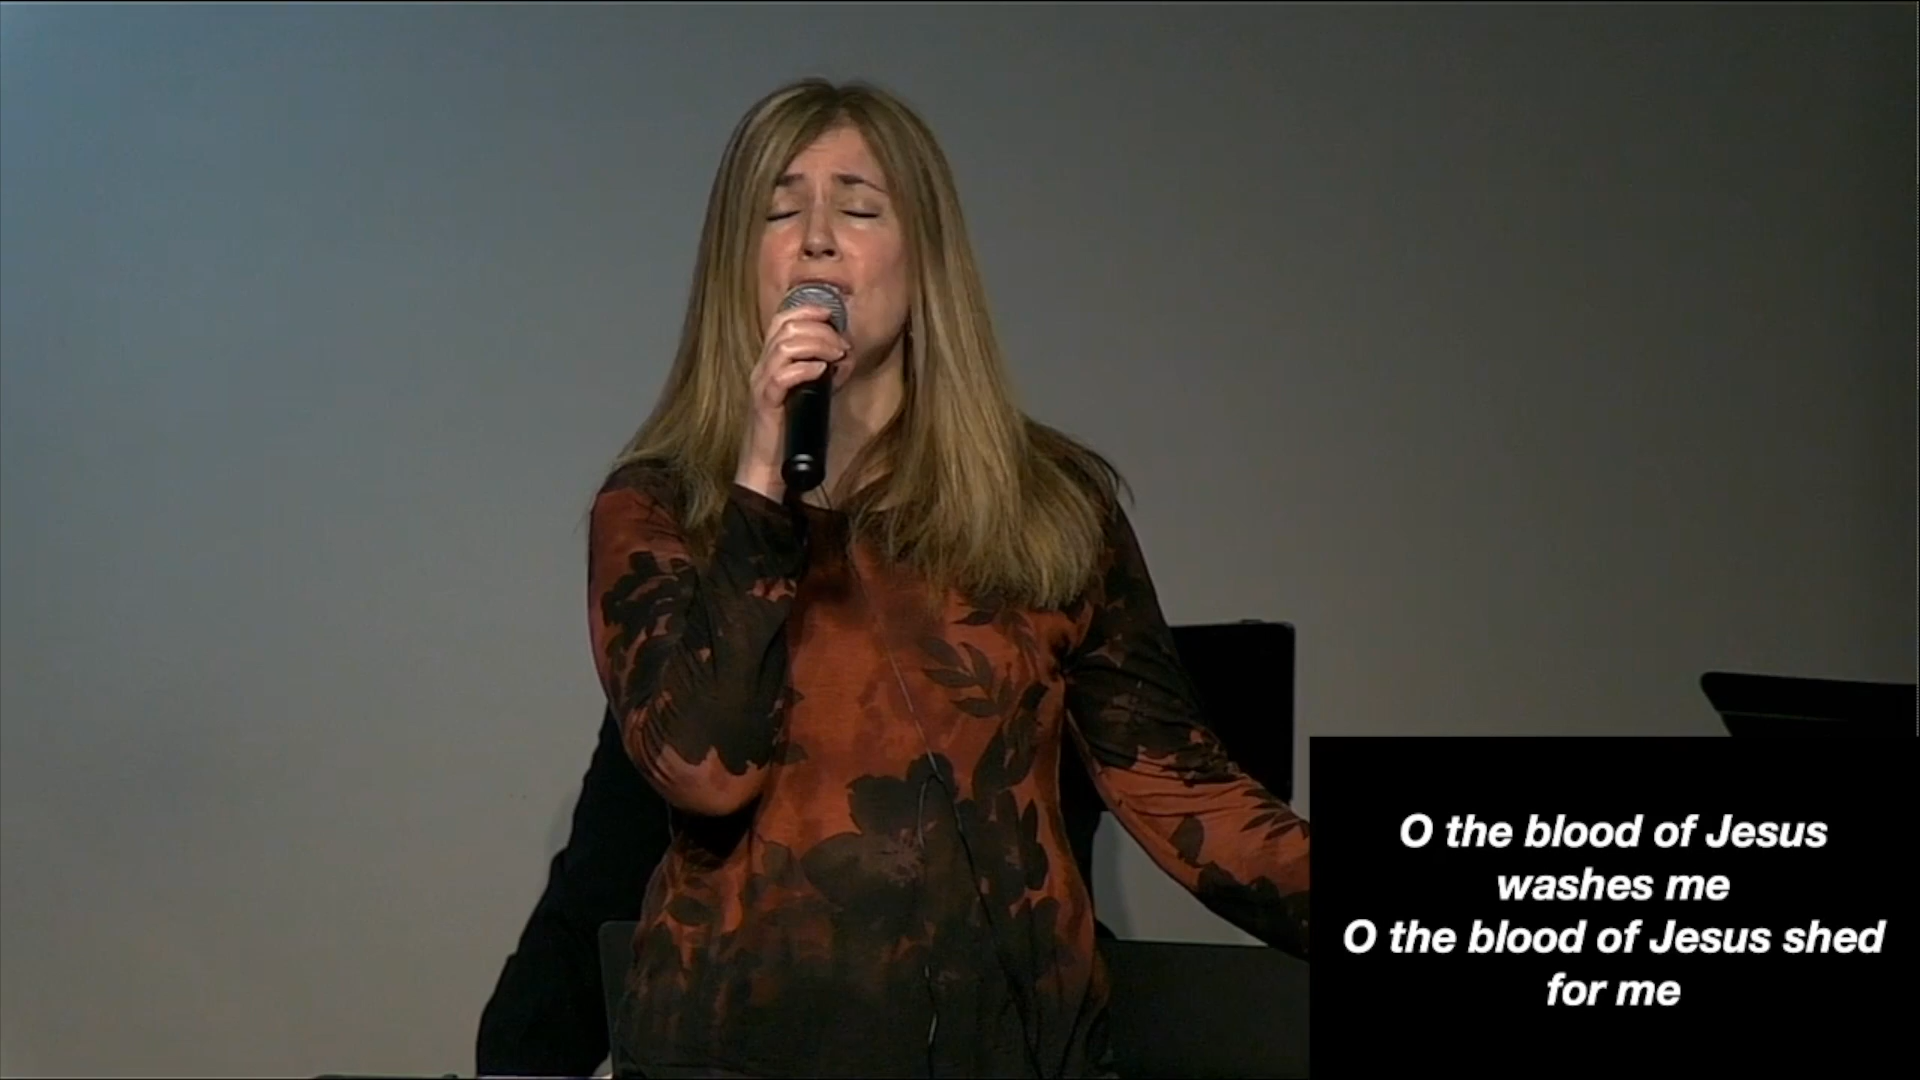 O the blood of Jesus
washes me
O the blood of Jesus shed
for me